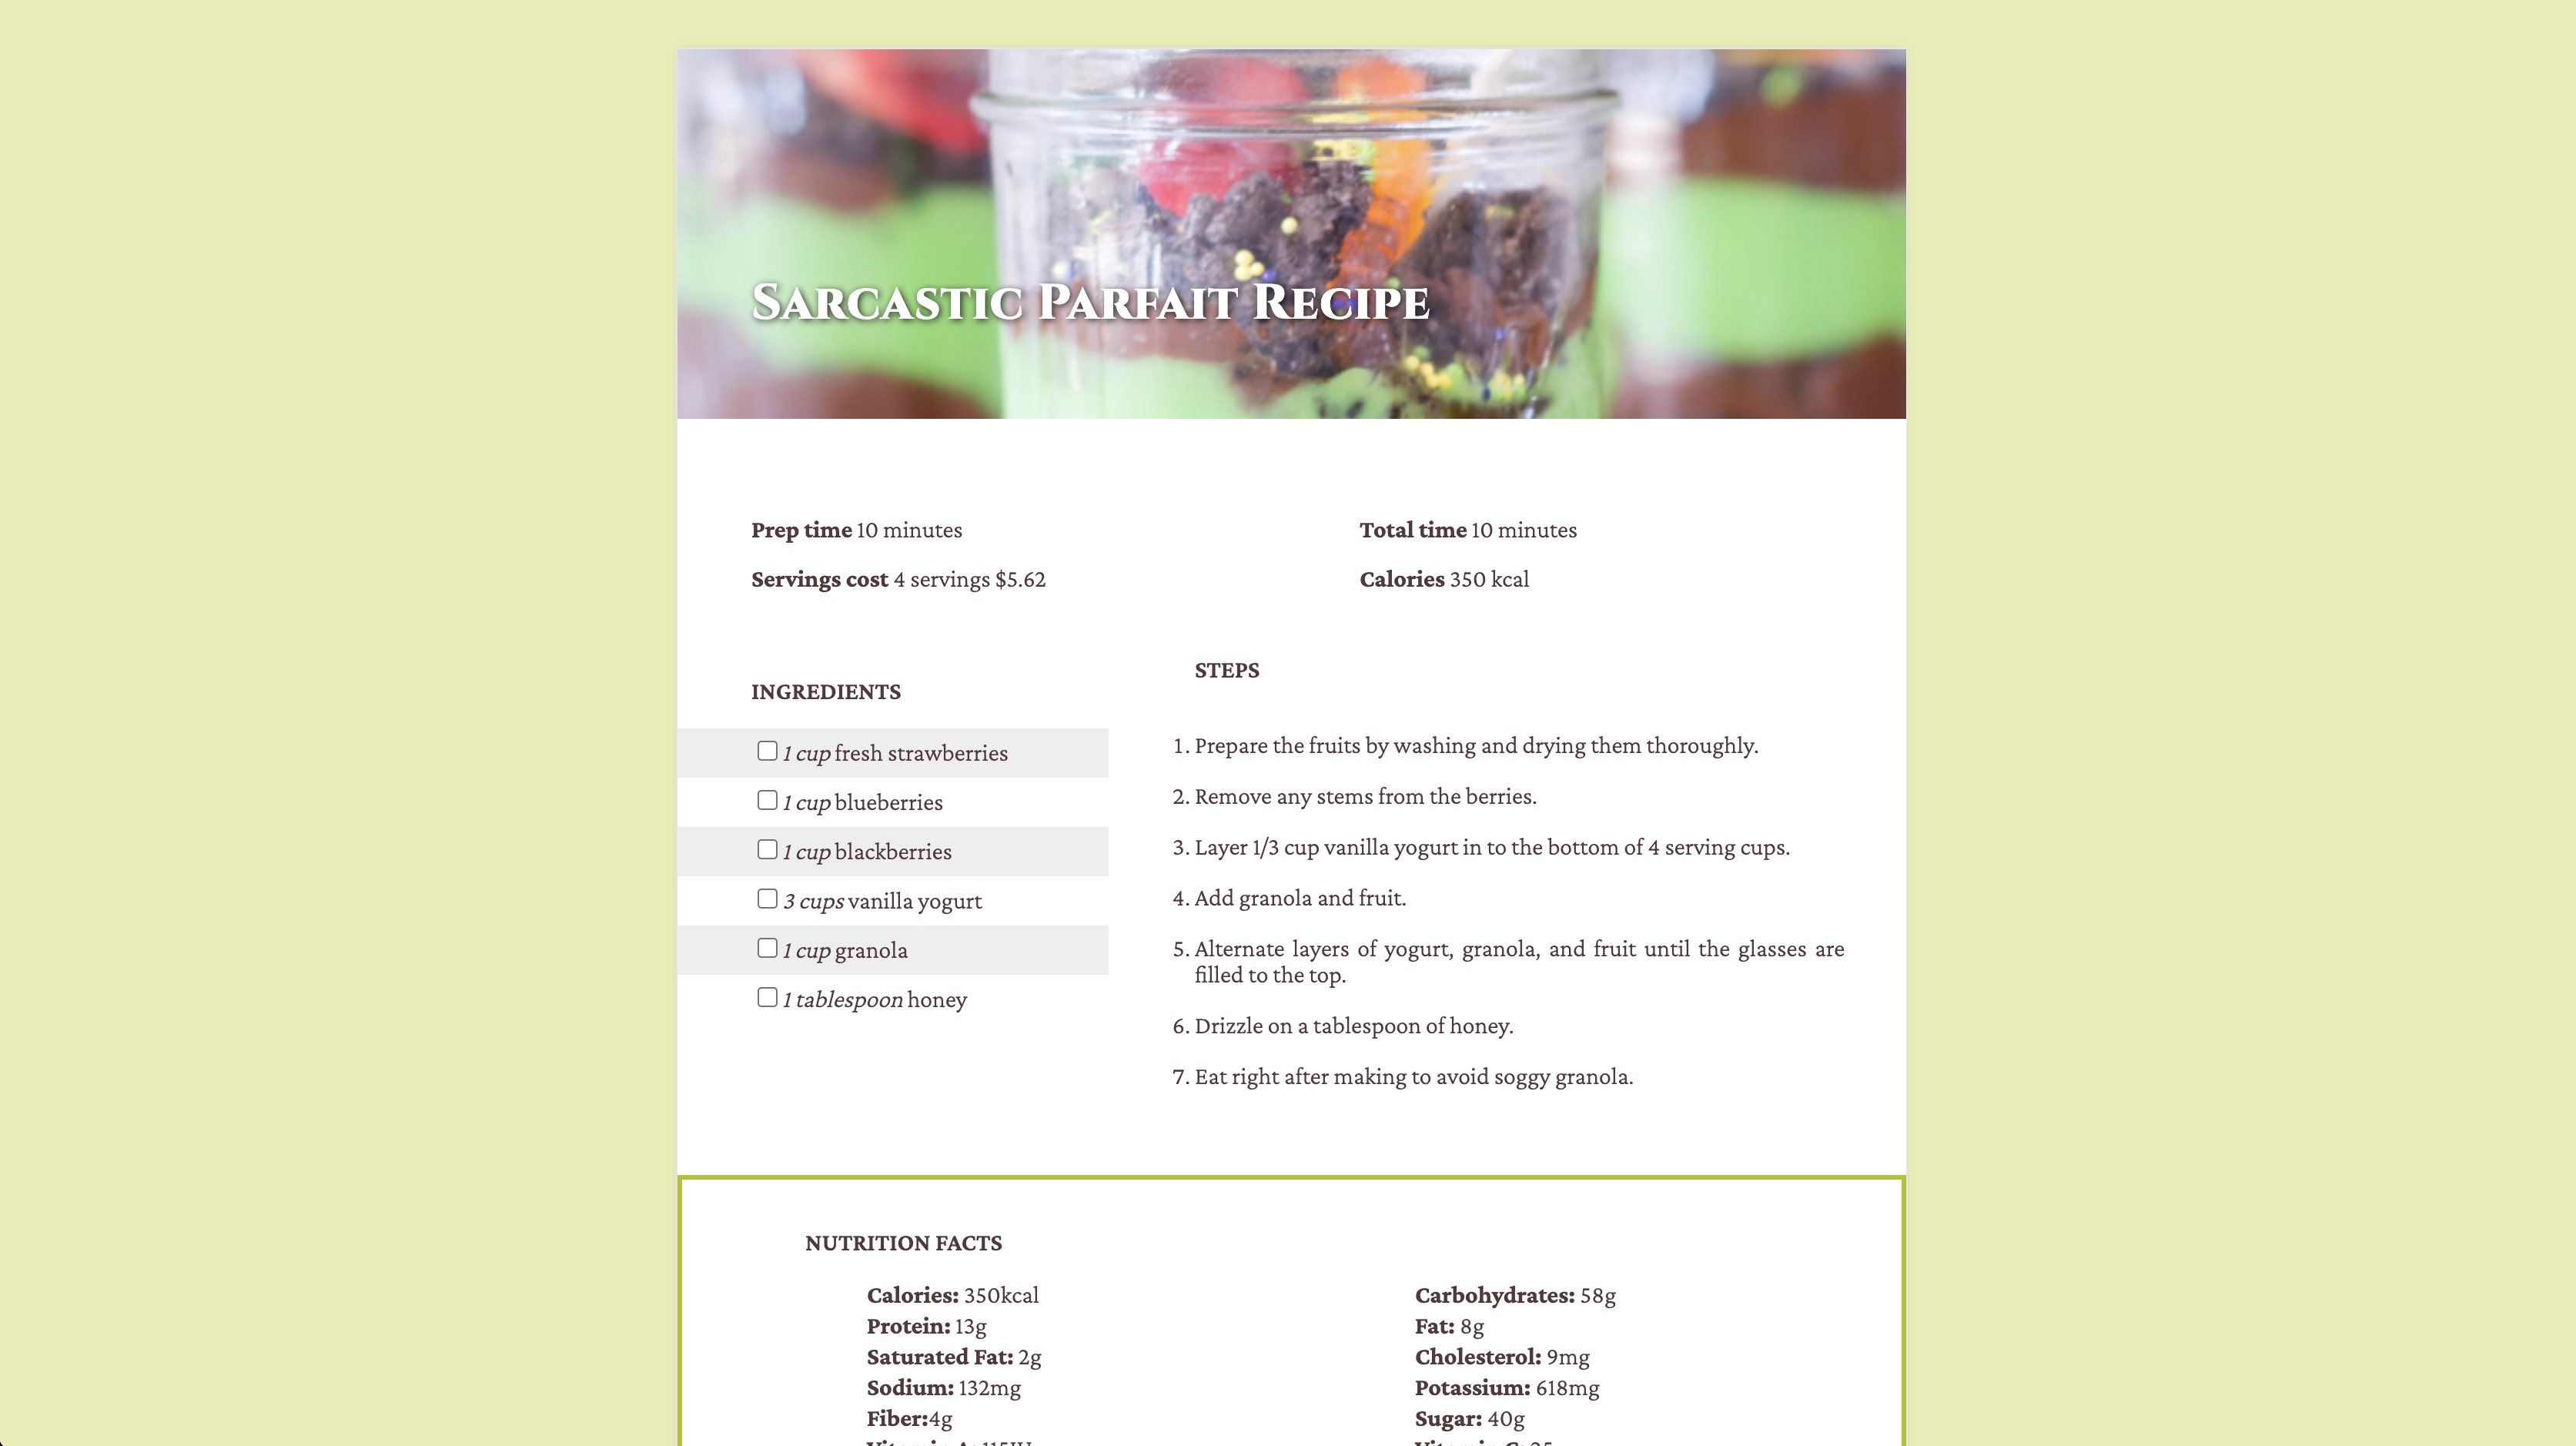 Sarcastic Parfait Recipe
Prep time 10 minutes
Total time 10 minutes
Servings cost 4 servings $5.62
Calories 350 kcal
INGREDIENTS
1 cup fresh strawberries
1 cup blueberries
1 cup blackberries
3 cups vanilla yogurt
1 cup granola
1 tablespoon honey
STEPS
1. Prepare the fruits by washing and drying them thoroughly.
2. Remove any stems from the berries.
3. Layer 1/3 cup vanilla yogurt in to the bottom of 4 serving cups.
4. Add granola and fruit.
5. Alternate layers of yogurt, granola, and fruit until the glasses are
filled to the top.
6. Drizzle on a tablespoon of honey.
7. Eat right after making to avoid soggy granola.
NUTRITION FACTS
Calories: 350kcal
Protein: 13g
Saturated Fat: 2g
Sodium: 132mg
Fiber:4g
Carbohydrates: 58g
Fat: 8g
Cholesterol: 9mg
Potassium: 618mg
Sugar: 40g